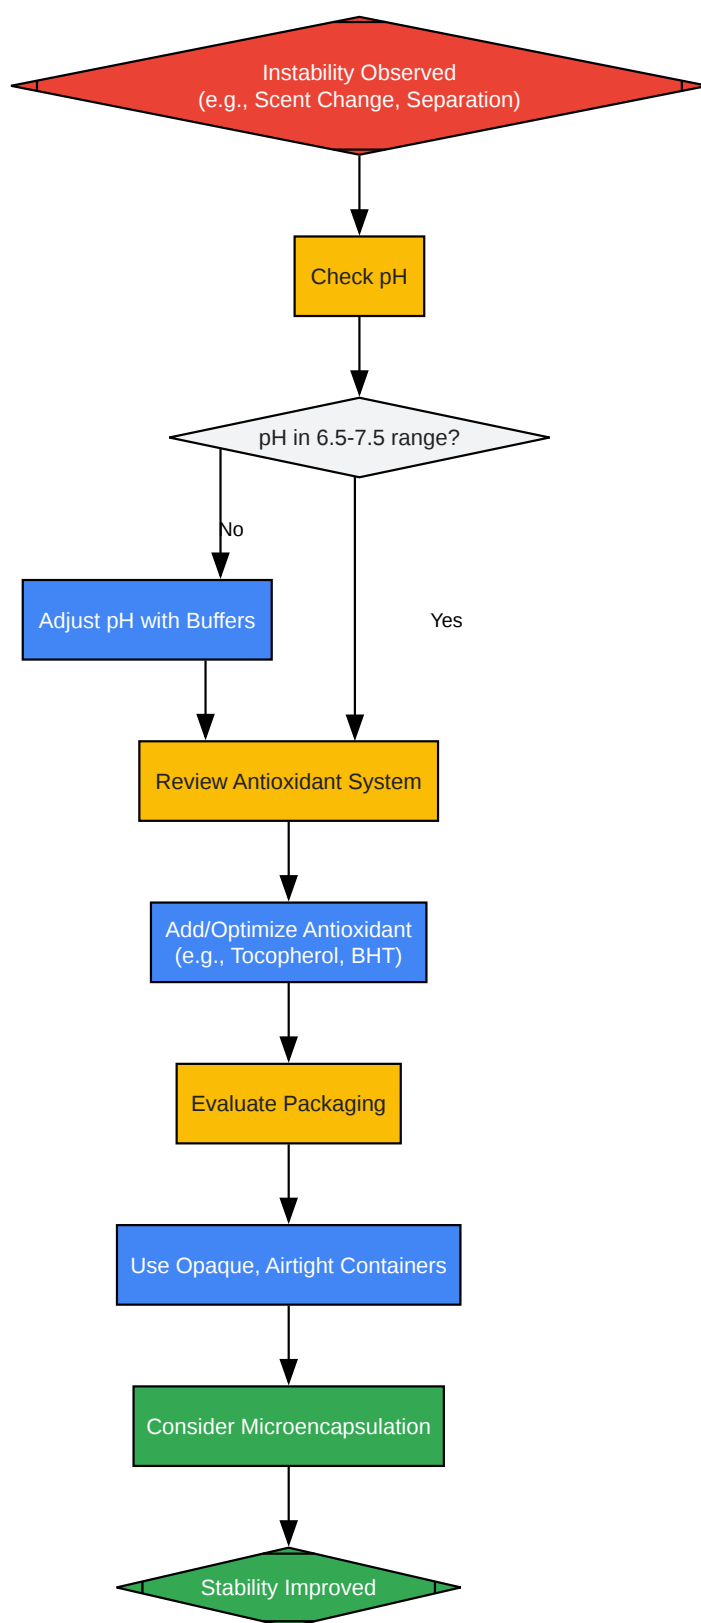 Instability Observed
(e.g., Scent Change, Separation)
Check pH
pH in 6.5-7.5 range?
No
Adjust pH with Buffers
Yes
Review Antioxidant System
Add/Optimize Antioxidant
(e.g., Tocopherol, BHT)
Evaluate Packaging
Use Opaque, Airtight Containers
Consider Microencapsulation
Stability Improved